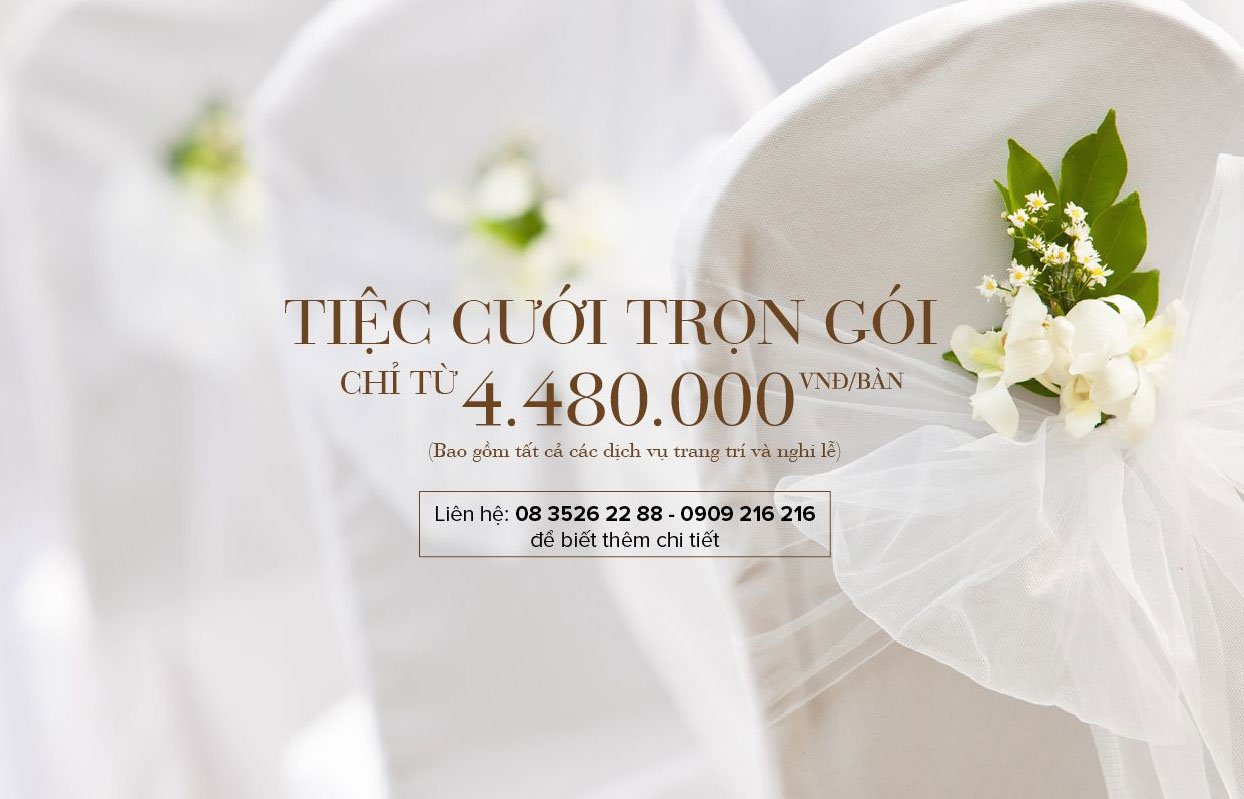 TIỆC CƯỚI TRỌN GÓI
CHỈ TỪ 4.480.000 VNĐ/BÀN
(Bao gồm tất cả các dịch vụ trang trí và nghi lễ)
Liên hệ: 08 3526 22 88 - 0909 216 216
để biết thêm chi tiết